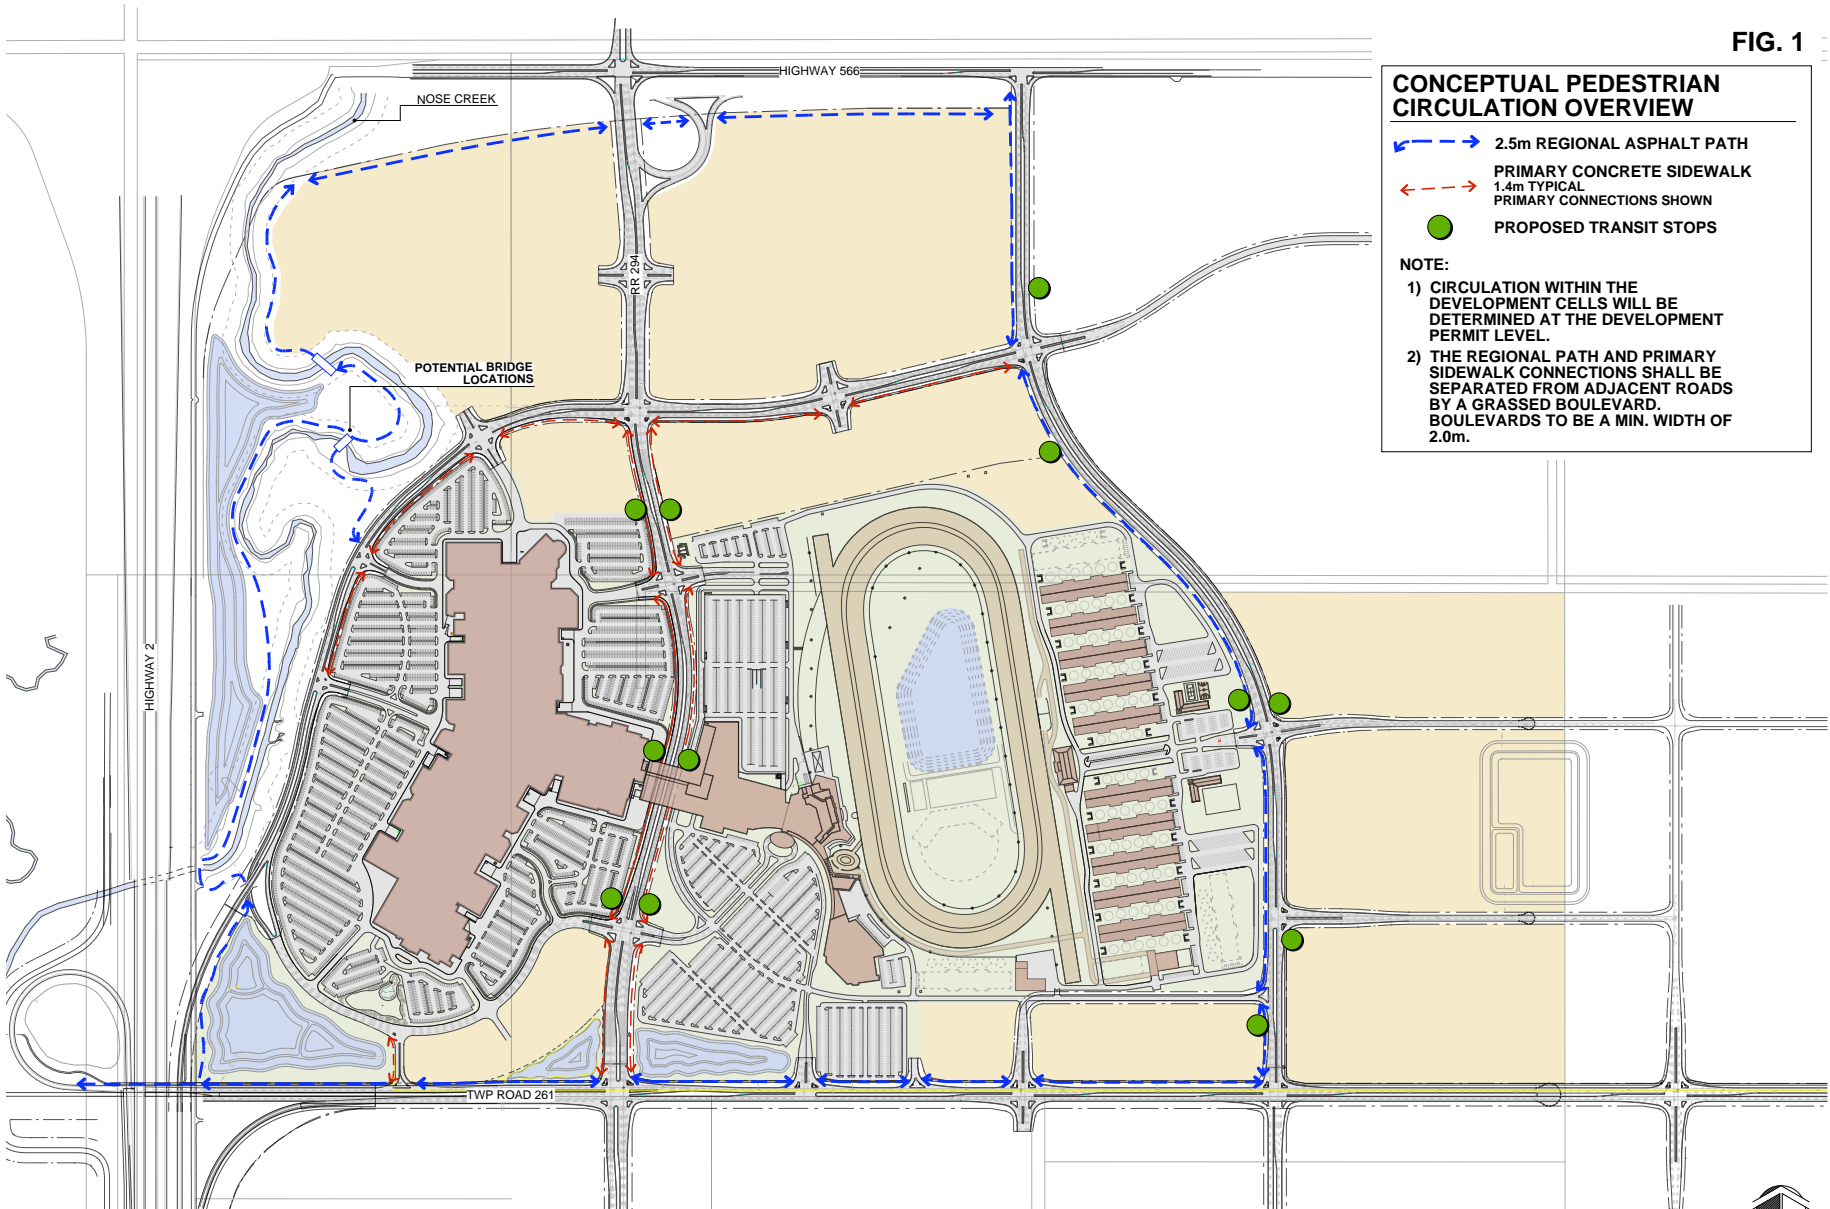 FIG. 1
CONCEPTUAL PEDESTRIAN
CIRCULATION OVERVIEW
2.5m REGIONAL ASPHALT PATH
PRIMARY CONCRETE SIDEWALK
1.4m TYPICAL
PRIMARY CONNECTIONS SHOWN
PROPOSED TRANSIT STOPS
NOTE:
1) CIRCULATION WITHIN THE
DEVELOPMENT CELLS WILL BE
DETERMINED AT THE DEVELOPMENT
PERMIT LEVEL.
2) THE REGIONAL PATH AND PRIMARY
SIDEWALK CONNECTIONS SHALL BE
SEPARATED FROM ADJACENT ROADS
BY A GRASSED BOULEVARD.
BOULEVARDS TO BE A MIN. WIDTH OF
2.0m.
HIGHWAY 566
NOSE CREEK
RR 294
POTENTIAL BRIDGE
LOCATIONS
HIGHWAY 2
TWP ROAD 261